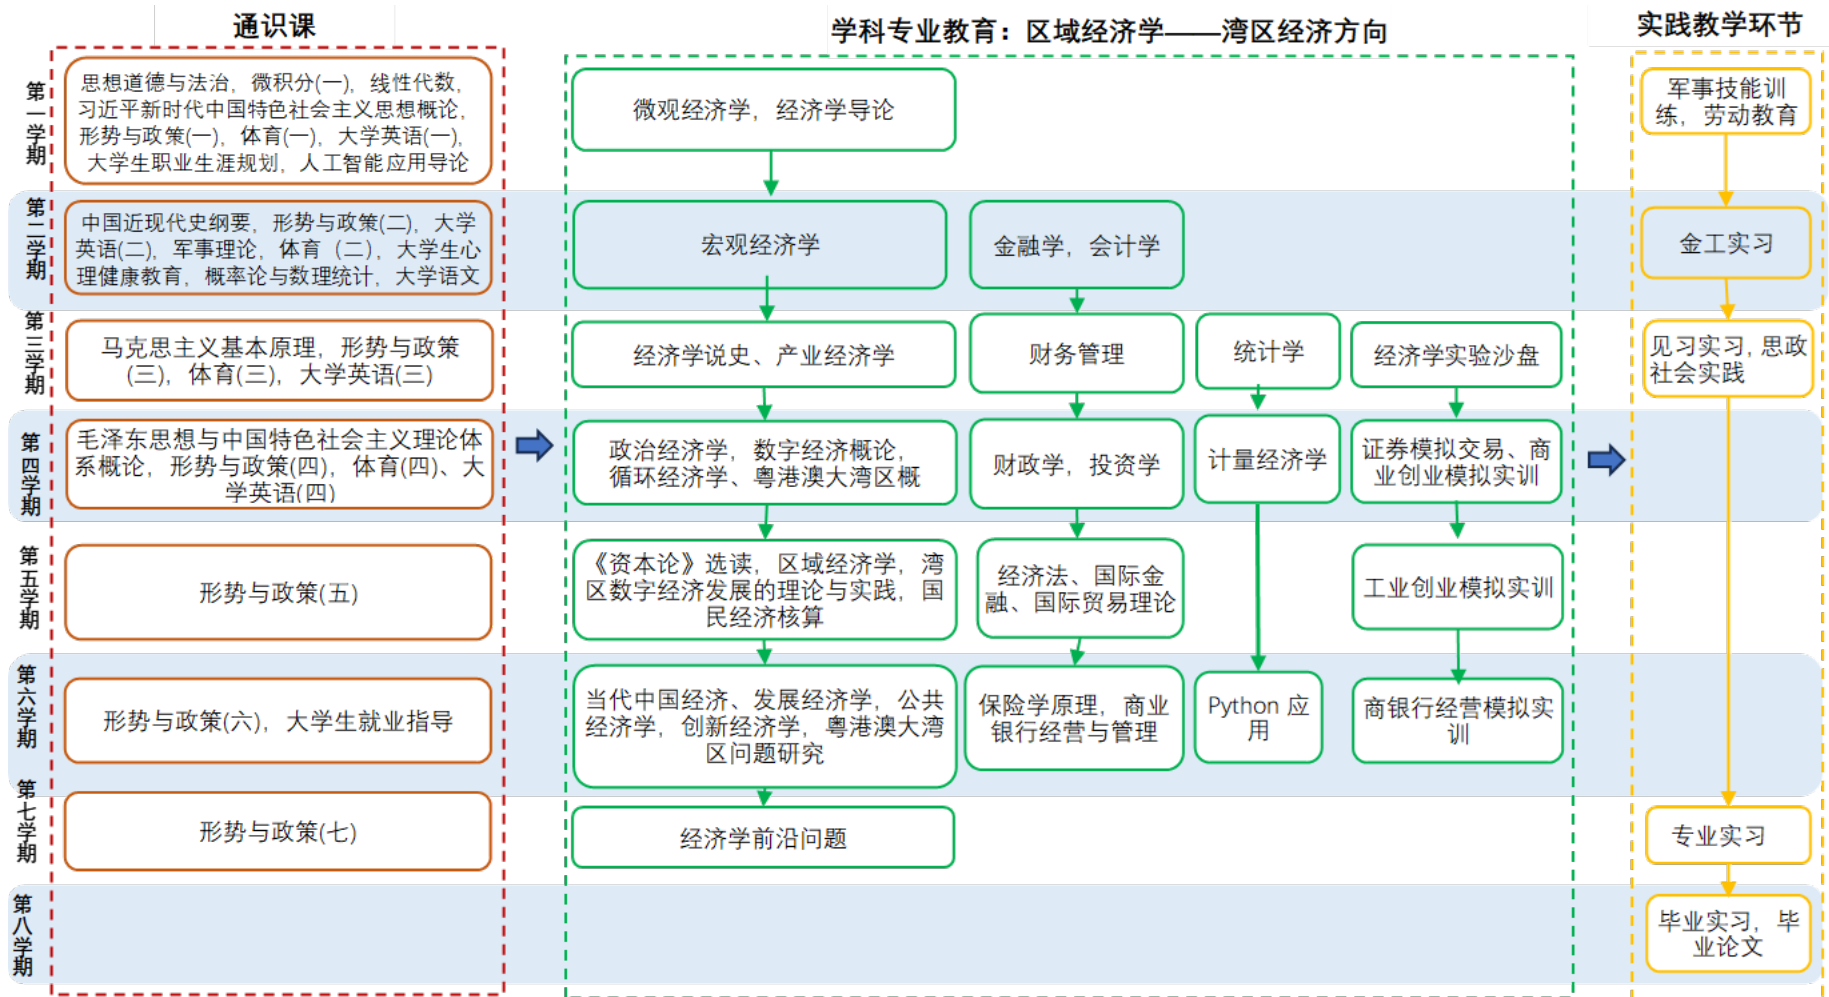 通识课
学科专业教育：区域经济学——湾区经济方向
实践教学环节
第一学期
思想道德与法治，微积分(一)，线性代数，
习近平新时代中国特色社会主义思想概论，
形势与政策(一)，体育(一)，大学英语(一)，
大学生职业生涯规划，人工智能应用导论
微观经济学，经济学导论
军事技能训
练，劳动教育
第二学期
中国近现代史纲要，形势与政策(二)，大学
英语(二)，军事理论，体育（二)，大学生心
理健康教育，概率论与数理统计，大学语文
宏观经济学
金融学，会计学
金工实习
第三学期
马克思主义基本原理，形势与政策
(三)，体育(三)，大学英语(三)
经济学说史、产业经济学
财务管理
统计学
经济学实验沙盘
见习实习, 思政
社会实践
第四学期
毛泽东思想与中国特色社会主义理论体
系概论，形势与政策(四)，体育(四)、大
学英语(四)
政治经济学，数字经济概论，
循环经济学、粤港澳大湾区概
财政学，投资学
计量经济学
证券模拟交易、商
业创业模拟实训
第五学期
形势与政策(五)
《资本论》选读，区域经济学，湾
区数字经济发展的理论与实践，国
民经济核算
经济法、国际金
融、国际贸易理论
工业创业模拟实训
第六学期
形势与政策(六)，大学生就业指导
当代中国经济、发展经济学，公共
经济学，创新经济学，粤港澳大湾
区问题研究
保险学原理，商业
银行经营与管理
Python 应
用
商银行经营模拟实
训
第七学期
形势与政策(七)
经济学前沿问题
专业实习
第八学期
毕业实习，毕
业论文